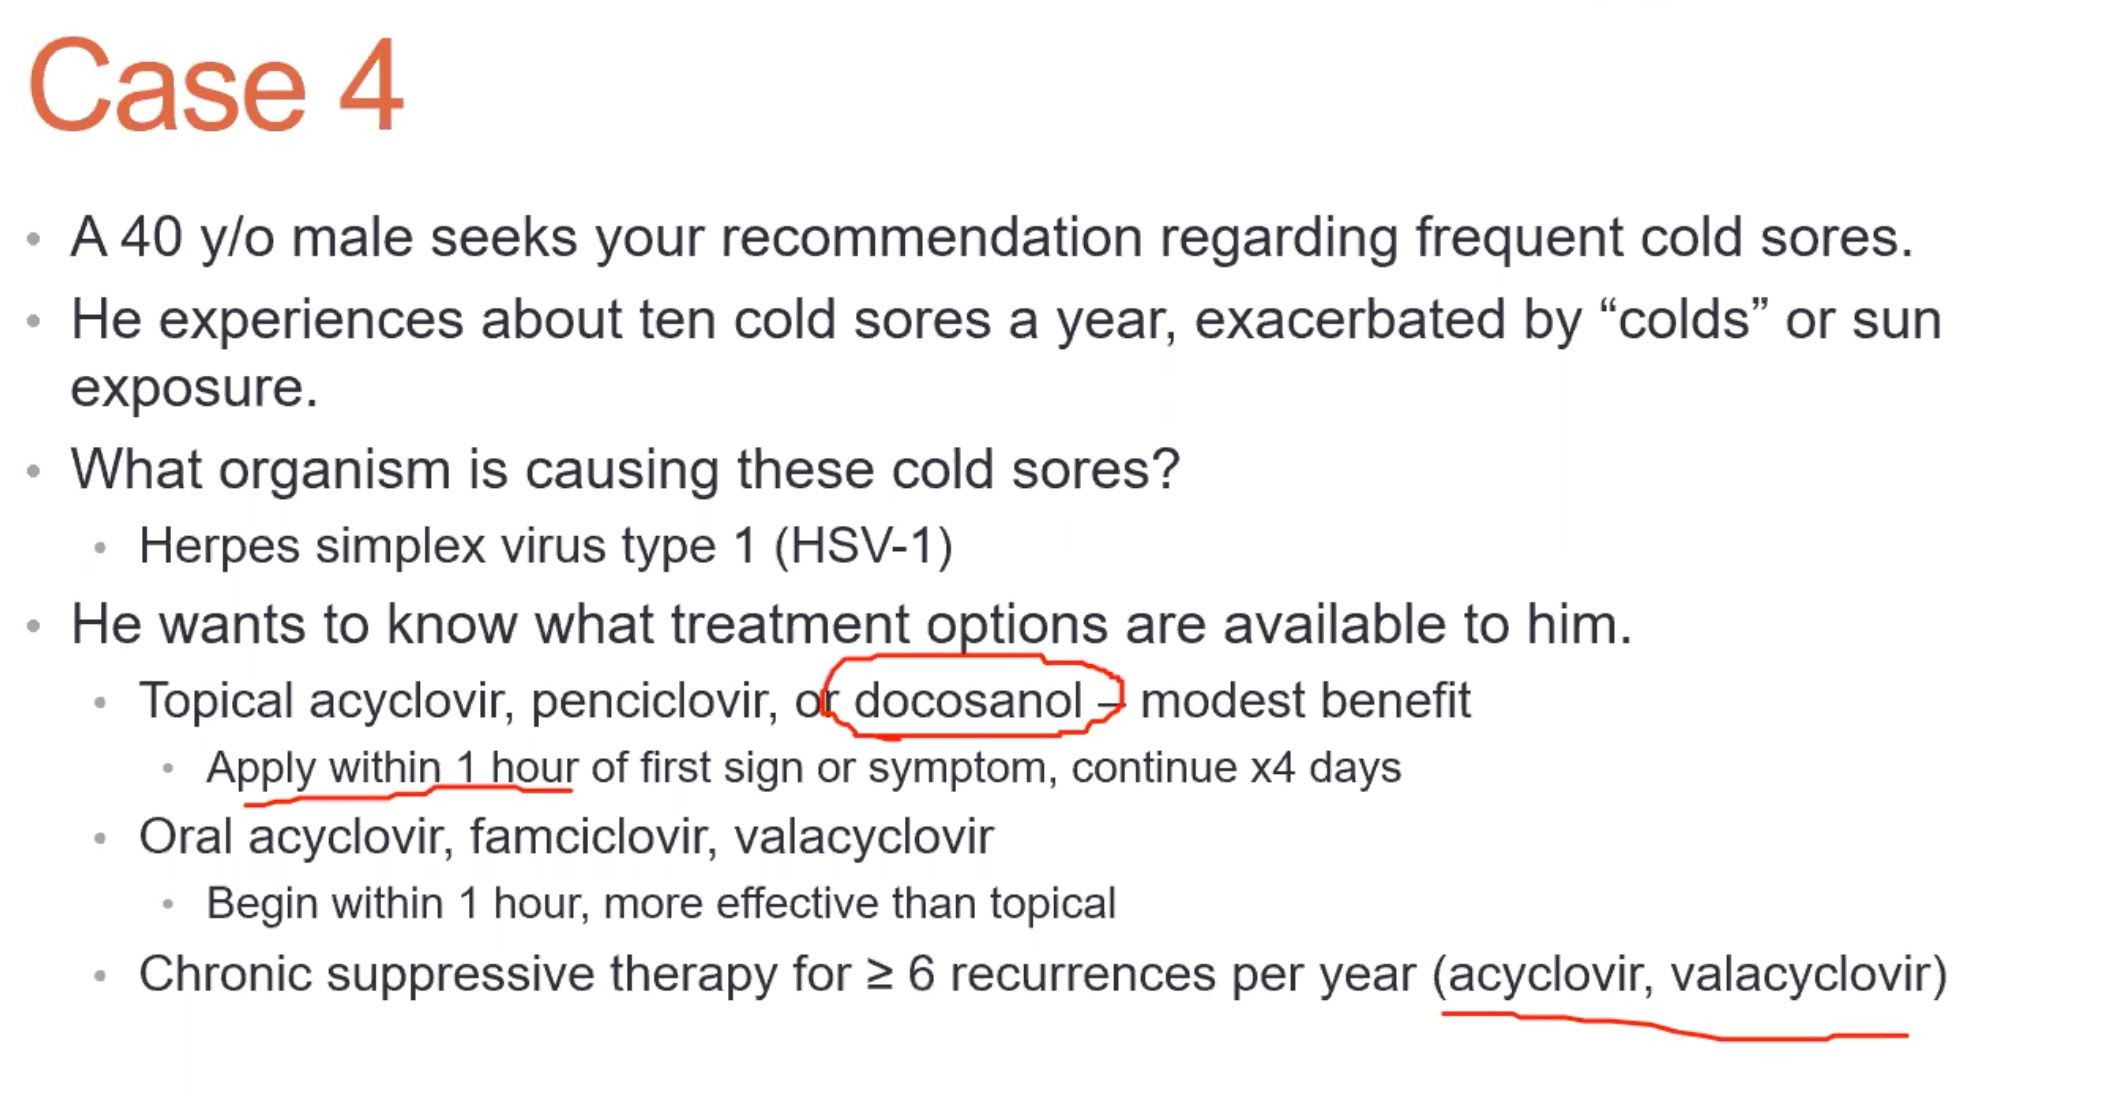 Case 4
A 40 y/o male seeks your recommendation regarding frequent cold sores.
He experiences about ten cold sores a year, exacerbated by “colds” or sun
exposure.
What organism is causing these cold sores?
Herpes simplex virus type 1 (HSV-1)
He wants to know what treatment options are available to him.
Topical acyclovir, penciclovir, or docosanol – modest benefit
Apply within 1 hour of first sign or symptom, continue x4 days
Oral acyclovir, famciclovir, valacyclovir
Begin within 1 hour, more effective than topical
Chronic suppressive therapy for ≥ 6 recurrences per year (acyclovir, valacyclovir)